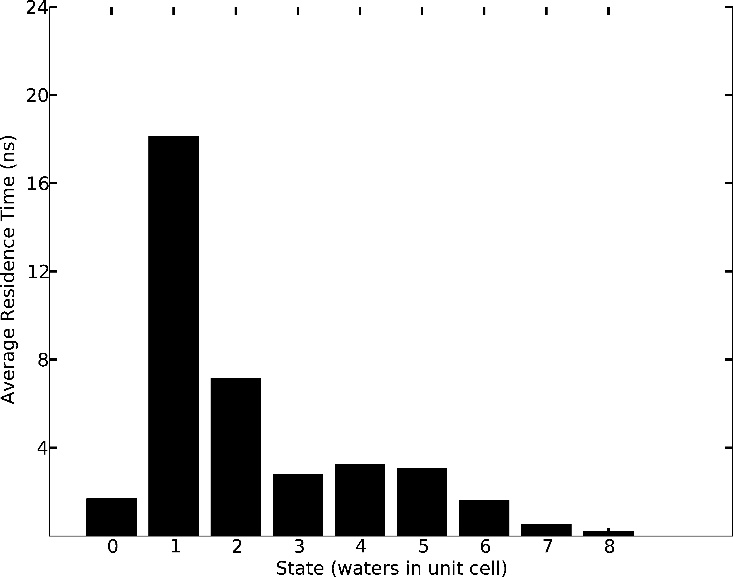 24
20
16
12
8
4
Average Residence Time (ns)
0 1 2 3 4 5 6 7 8
State (waters in unit cell)